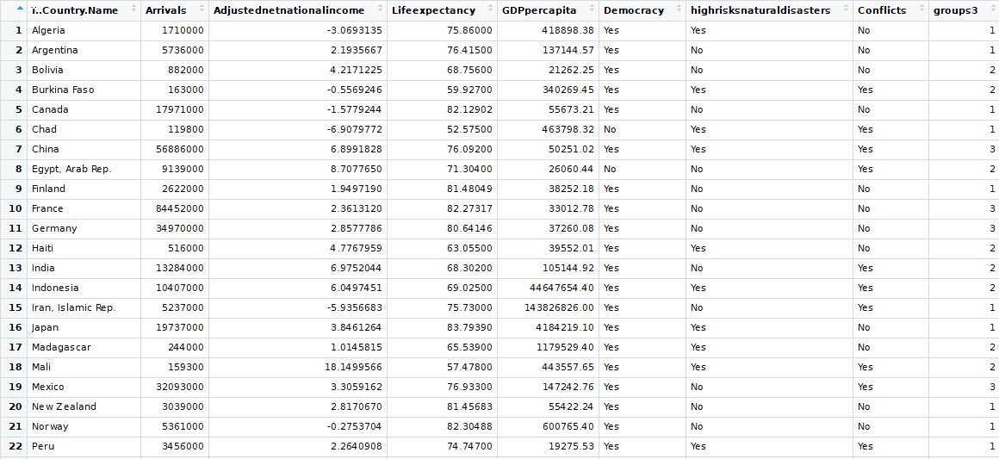 ï..Country.Name Arrivals Adjustednetnationalincome Lifeexpectancy GDPpercapita Democracy highrisksnaturaldisasters Conflicts groups3
1 Algeria 1710000 -3.0693135 75.86000 418898.38 Yes Yes No 1
2 Argentina 5736000 2.1935667 76.41500 137144.57 Yes No No 1
3 Bolivia 882000 4.2171225 68.75600 21262.25 Yes No No 2
4 Burkina Faso 163000 -0.5569246 59.92700 340269.45 Yes Yes Yes 2
5 Canada 17971000 -1.5779244 82.12902 55673.21 Yes No No 1
6 Chad 119800 -6.9079772 52.57500 463798.32 No Yes Yes 1
7 China 56886000 6.8991828 76.09200 50251.02 Yes Yes Yes 3
8 Egypt, Arab Rep. 9139000 8.7077650 71.30400 26060.44 No No Yes 2
9 Finland 2622000 1.9497190 81.48049 38252.18 Yes No No 1
10 France 84452000 2.3613120 82.27317 33012.78 Yes No No 3
11 Germany 34970000 2.8577786 80.64146 37260.08 Yes No No 3
12 Haiti 516000 4.7767959 63.05500 39552.01 Yes Yes No 2
13 India 13284000 6.9752044 68.30200 105144.92 Yes No Yes 2
14 Indonesia 10407000 6.0497451 69.02500 44647654.40 Yes Yes Yes 2
15 Iran, Islamic Rep. 5237000 -5.9356683 75.73000 143826826.00 Yes No Yes 1
16 Japan 19737000 3.8461264 83.79390 4184219.10 Yes Yes No 1
17 Madagascar 244000 1.0145815 65.53900 1179529.40 Yes Yes No 2
18 Mali 159300 18.1499566 57.47800 443557.65 Yes Yes Yes 2
19 Mexico 32093000 3.3059162 76.93300 147242.76 Yes No Yes 3
20 New Zealand 3039000 2.8170670 81.45683 55422.24 Yes No No 1
21 Norway 5361000 -0.2753704 82.30488 600765.40 Yes No No 1
22 Peru 3456000 2.2640908 74.74700 19275.53 Yes Yes Yes 1